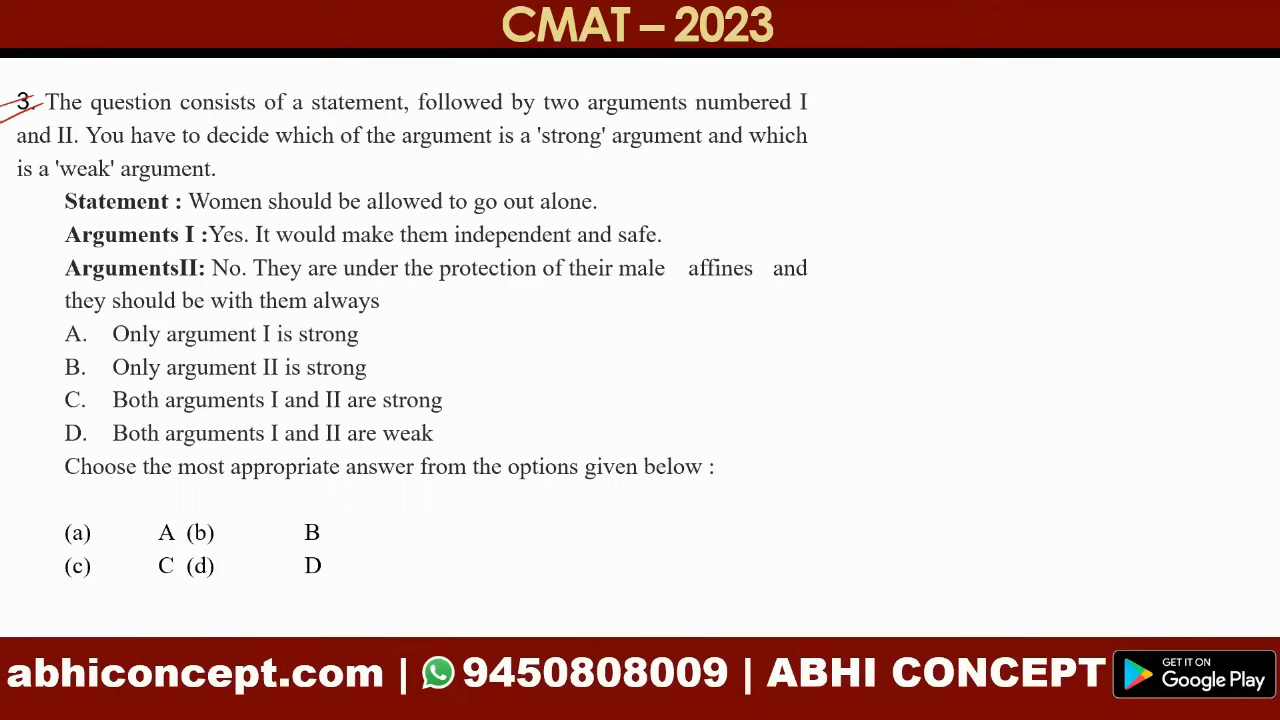 CMAT – 2023
3. The question consists of a statement, followed by two arguments numbered I
and II. You have to decide which of the argument is a 'strong' argument and which
is a 'weak' argument.
Statement : Women should be allowed to go out alone.
Arguments I :Yes. It would make them independent and safe.
ArgumentsII: No. They are under the protection of their male affines and
they should be with them always
A. Only argument I is strong
B. Only argument II is strong
C. Both arguments I and II are strong
D. Both arguments I and II are weak
Choose the most appropriate answer from the options given below :
(a) A (b) B
(c) C (d) D
abhiconcept.com | 9450808009 | ABHI CONCEPT
GET IT ON
Google Play